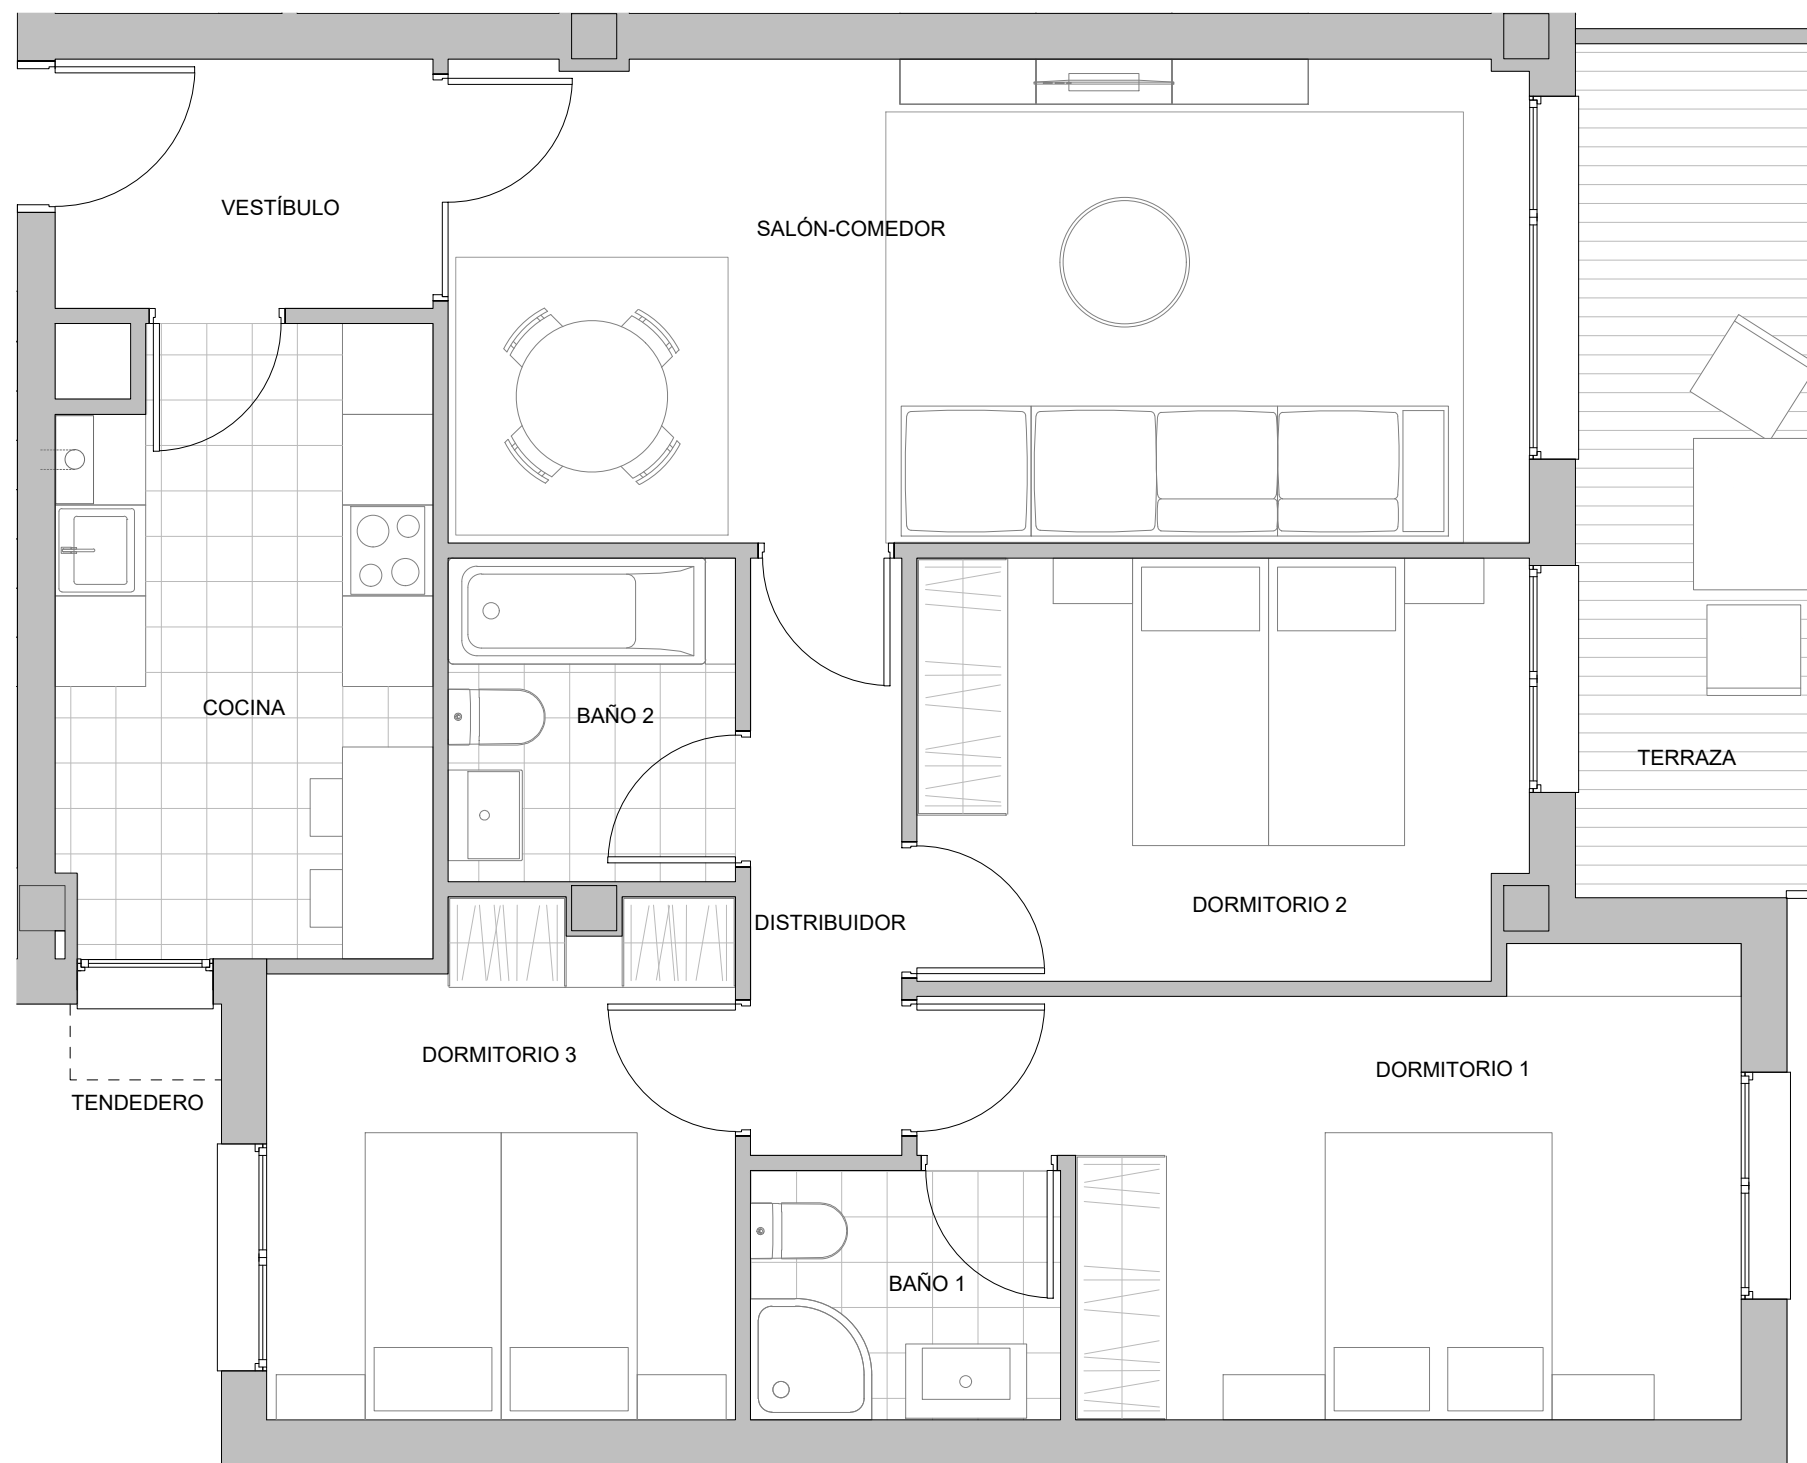 VESTÍBULO
SALÓN-COMEDOR
COCINA
BAÑO 2
TERRAZA
DORMITORIO 2
DISTRIBUIDOR
DORMITORIO 3
DORMITORIO 1
TENDEDERO
BAÑO 1